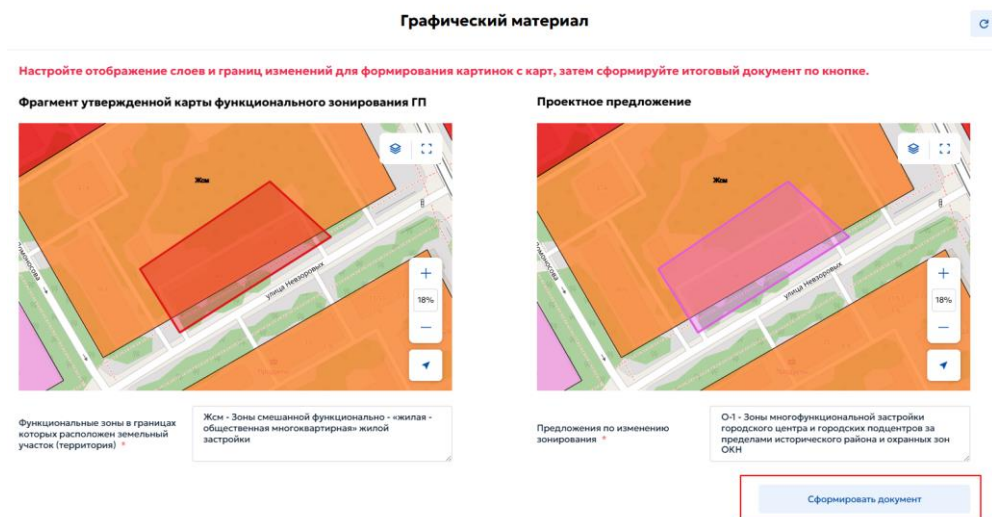 Графический материал
Настройте отображение слоев и границ изменений для формирования картинок с карт, затем сформируйте итоговый документ по кнопке.
Фрагмент утвержденной карты функционального зонирования ГП
Жсм
улица Невзоровых
+
18%
−
Функциональные зоны в границах
которых расположен земельный
участок (территория) *
Жсм - Зоны смешанной функционально - «жилая -
общественная многоквартирная» жилой
застройки
Проектное предложение
Жсм
улица Невзоровых
+
18%
−
Предложения по изменению
зонирования *
О-1 - Зоны многофункциональной застройки
городского центра и городских подцентров за
пределами исторического района и охранных зон
ОКН
Сформировать документ